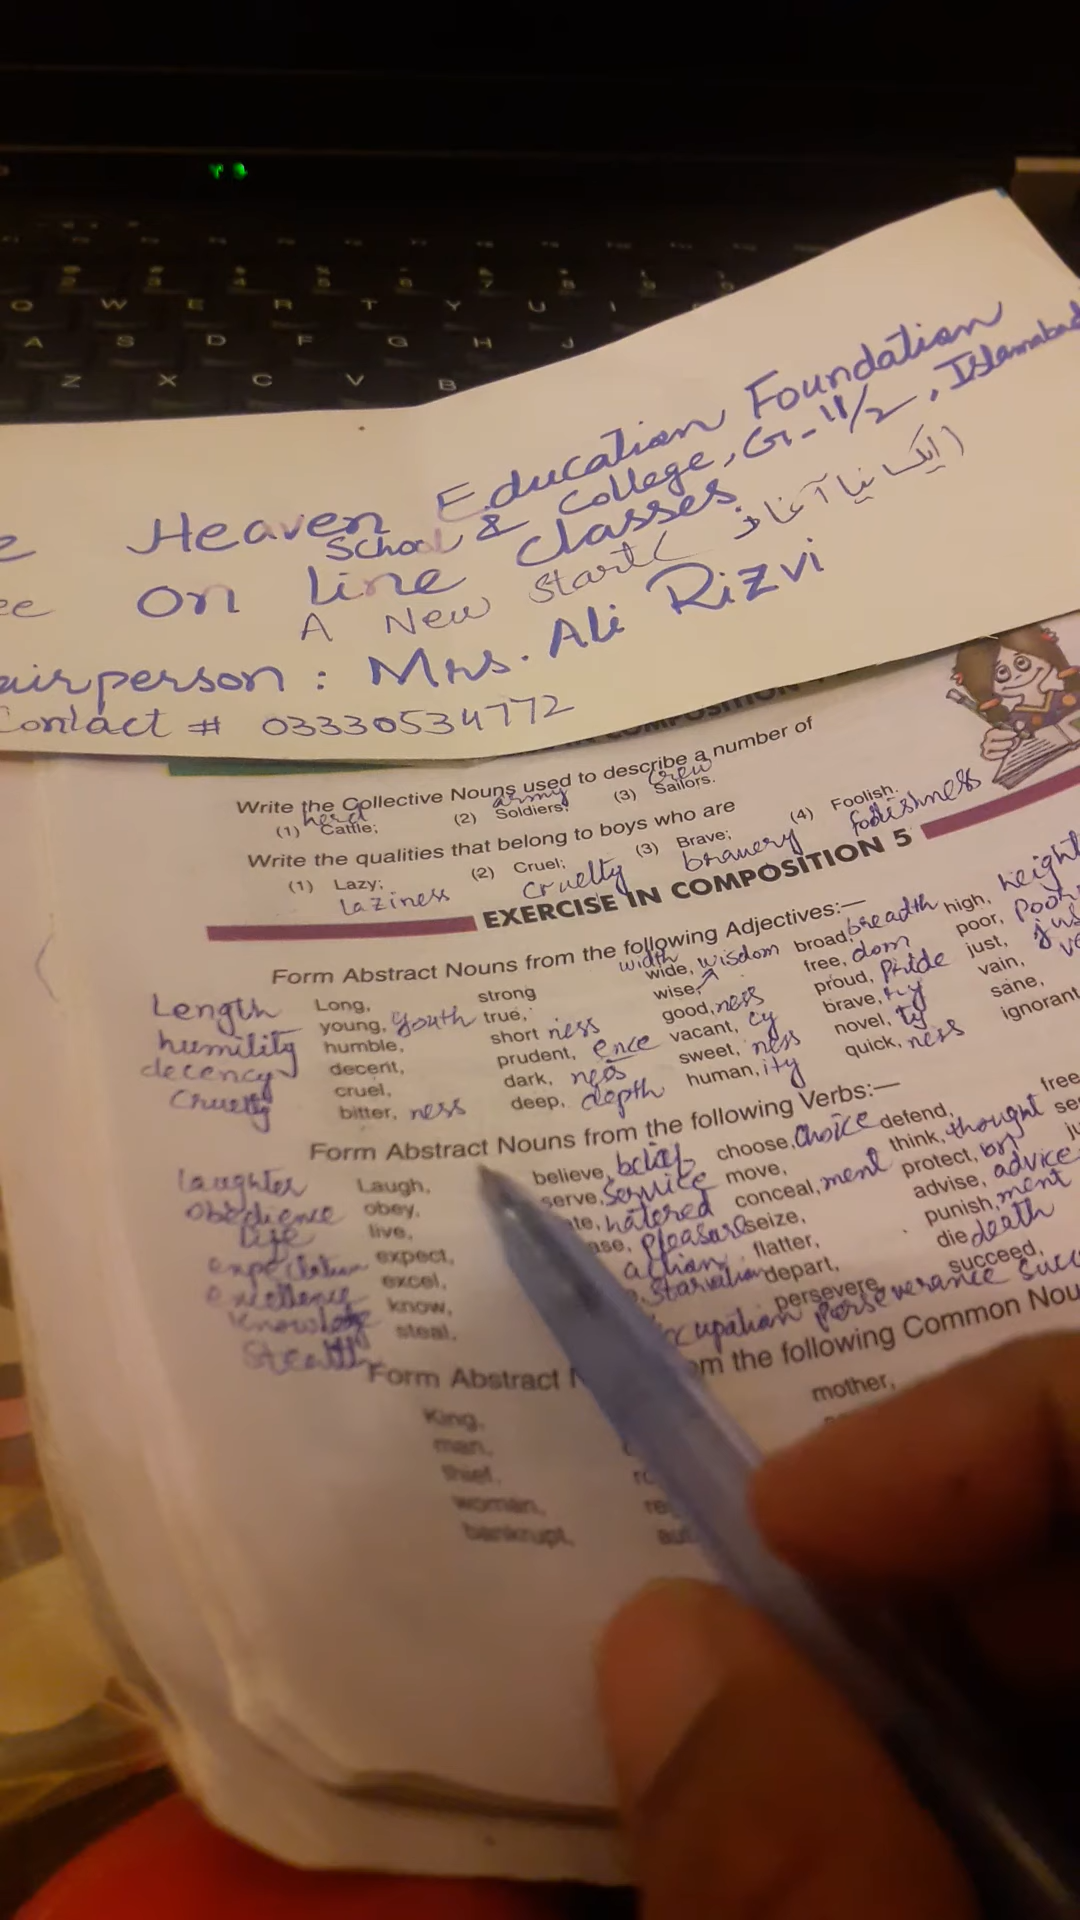 Q W E R T Y U I
A S D F G H J
Z X C V B
Heaven Education Foundation
School & College, G-11/2, Islamabad
On Line Classes.
A New Start (ایک نیا آغاز)
airperson : Mrs. Ali Rizvi
Contact # 03330534772
Write the Collective Nouns used to describe a number of
herd army crew
(1) Cattle; (2) Soldiers; (3) Sailors.
Write the qualities that belong to boys who are
(1) Lazy; (2) Cruel; (3) Brave; (4) Foolish.
laziness cruelty bravery foolishness
EXERCISE IN COMPOSITION 5
Form Abstract Nouns from the following Adjectives:—
Length Long, strong width wide, wisdom broad, breadth high, height
young, youth true, wise, free, dom poor,
humility humble, short ness good, ness proud, pride just,
decency decent, prudent, ence vacant, cy brave, ry vain,
Cruelty cruel, dark, ness sweet, ness novel, ty sane,
bitter, ness deep, depth human, ity quick, ness ignorant
Form Abstract Nouns from the following Verbs:—
laughter Laugh, believe, choose, choice defend, free
obedience obey, serve, service move, think, thought
life live, hatered conceal, ment protect, on
expectation expect, pleasure seize, advise, advice
excellence excel, action flatter, punish, ment
know, starvation depart, die death
steal, persevere, succeed,
perseverance
Form Abstract om the following Common Nou
King, mother,
man,
thief,
woman,
bankrupt,